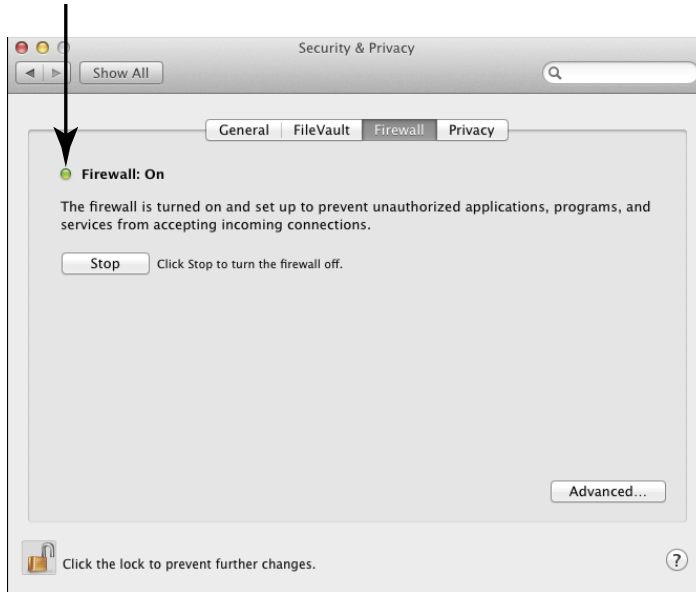 Security & Privacy
Show All
General FileVault Firewall Privacy
Firewall: On
The firewall is turned on and set up to prevent unauthorized applications, programs, and
services from accepting incoming connections.
Stop Click Stop to turn the firewall off.
Advanced...
Click the lock to prevent further changes. ?